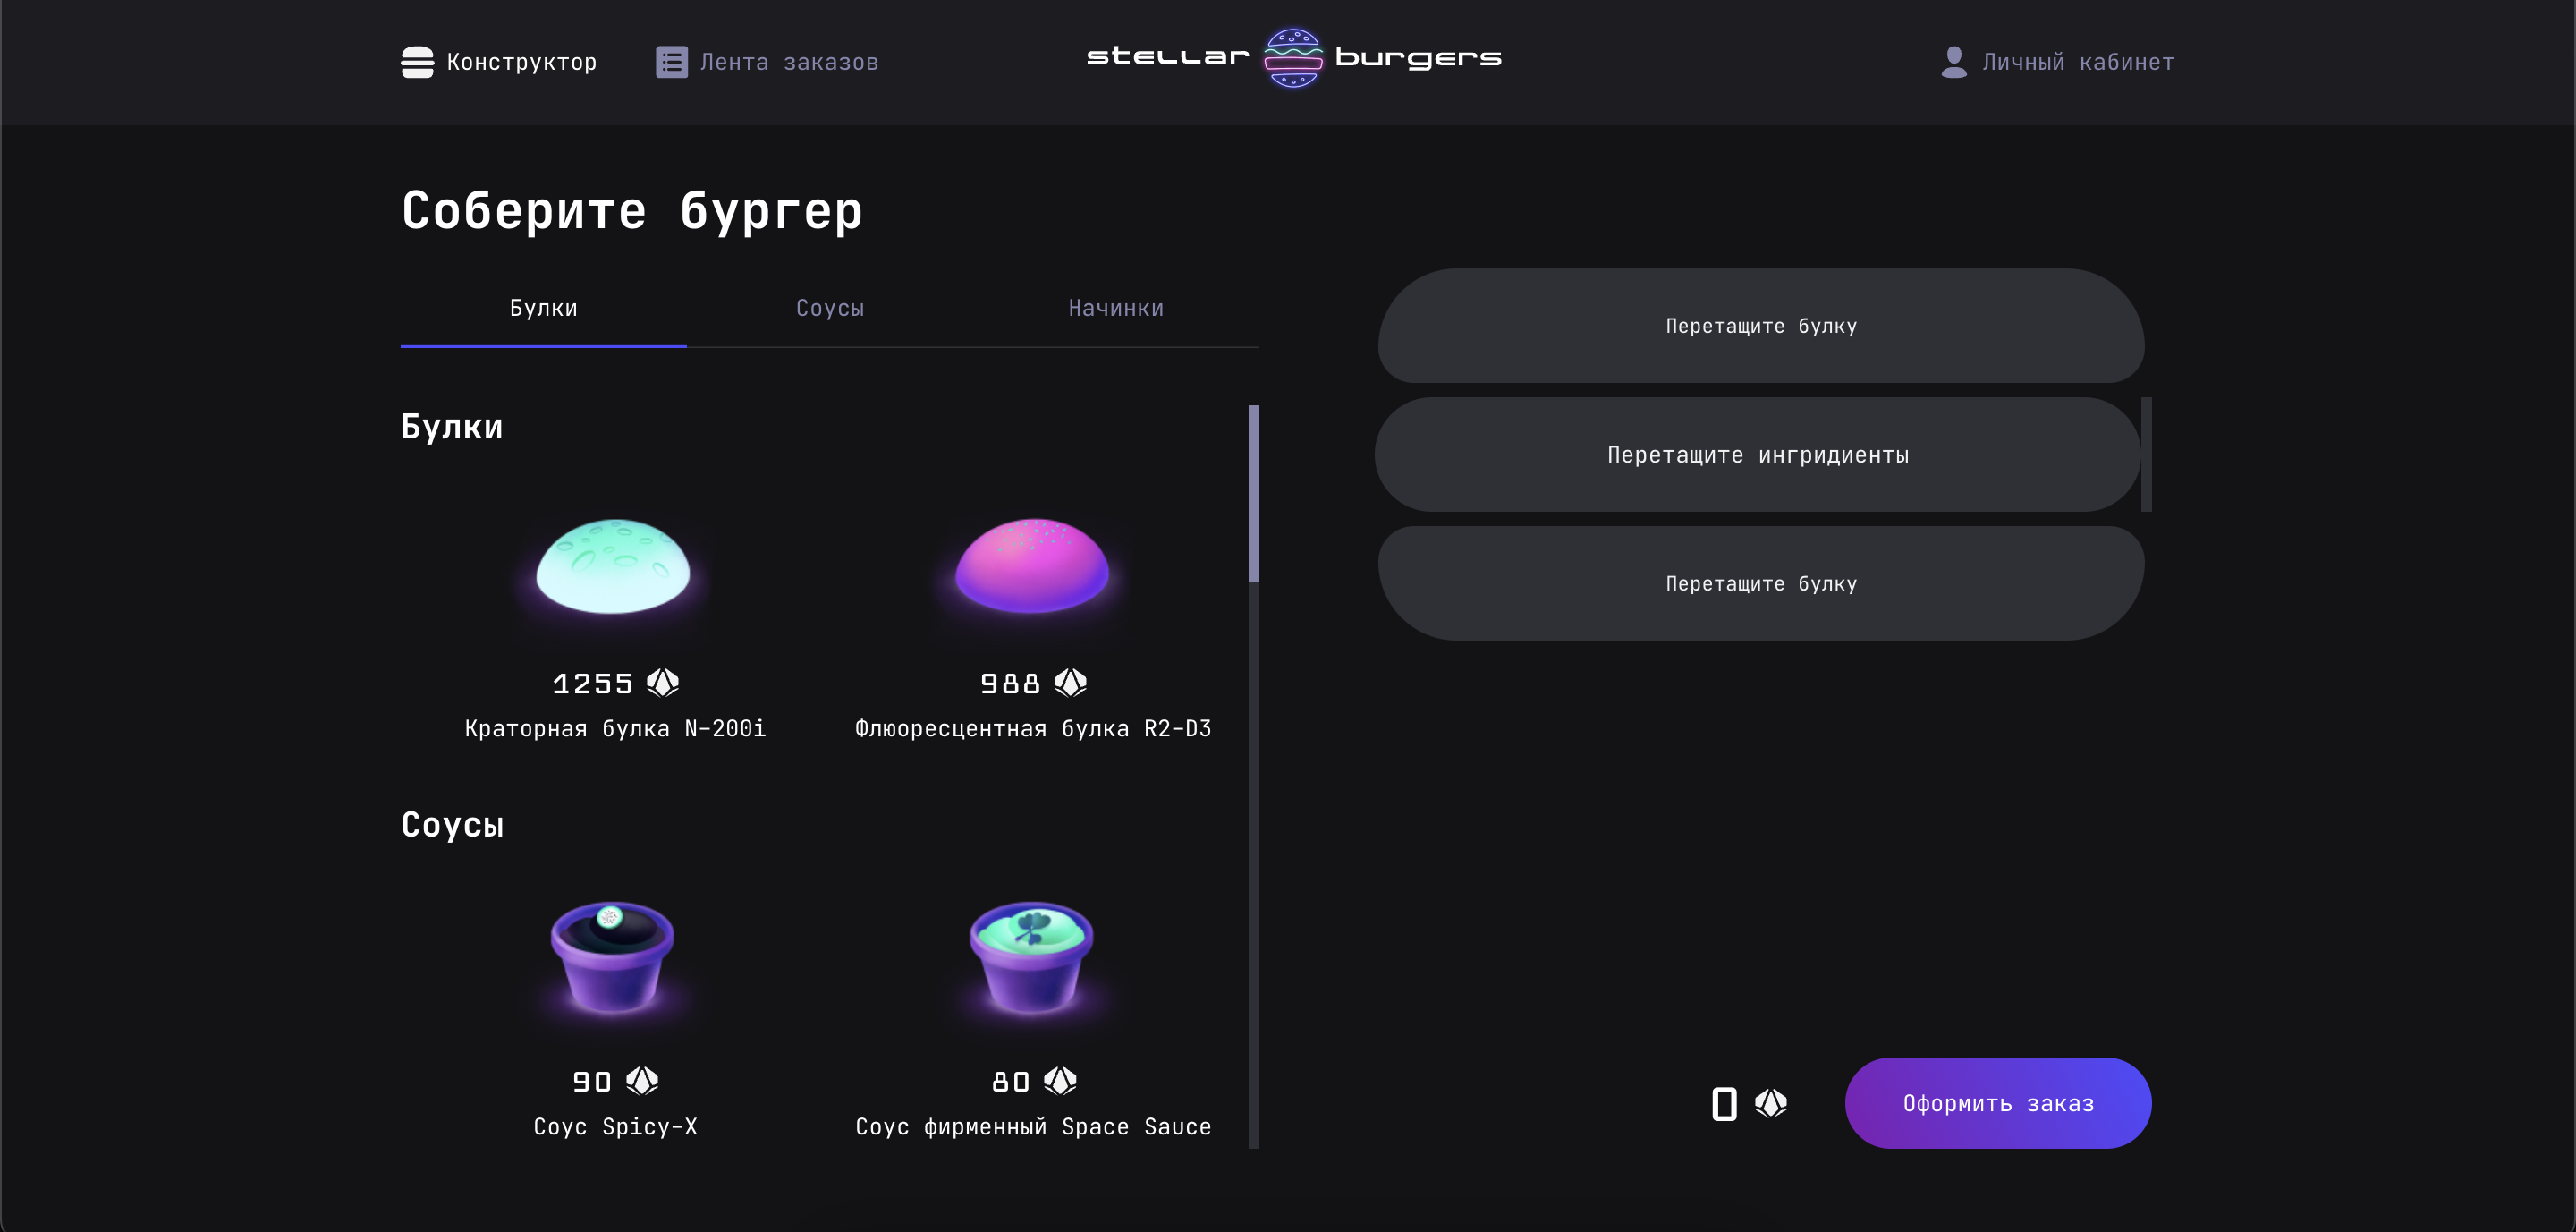 Конструктор
Лента заказов
stellar burgers
Личный кабинет
Соберите бургер
Булки
Соусы
Начинки
Булки
1255
Краторная булка N-200i
988
Флюоресцентная булка R2-D3
Соусы
90
Соус Spicy-X
80
Соус фирменный Space Sauce
Перетащите булку
Перетащите ингридиенты
Перетащите булку
0
Оформить заказ